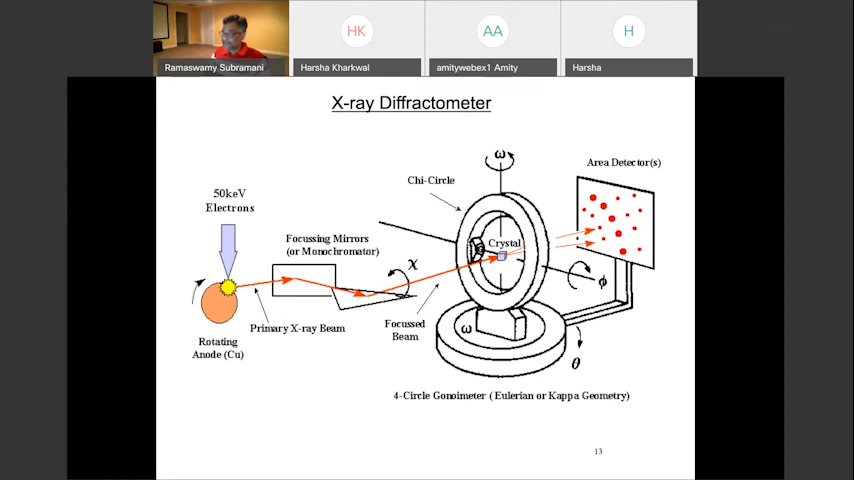 HK
AA
H
Ramaswamy Subramani
Harsha Kharkwal
amitywebex1 Amity
Harsha
X-ray Diffractometer
ω
Area Detector(s)
Chi-Circle
50keV
Electrons
Focussing Mirrors
(or Monochromator)
Crystal
χ
ϕ
Primary X-ray Beam
Focussed
Beam
ω
Rotating
Anode (Cu)
θ
4-Circle Gonoimeter ( Eulerian or Kappa Geometry)
13